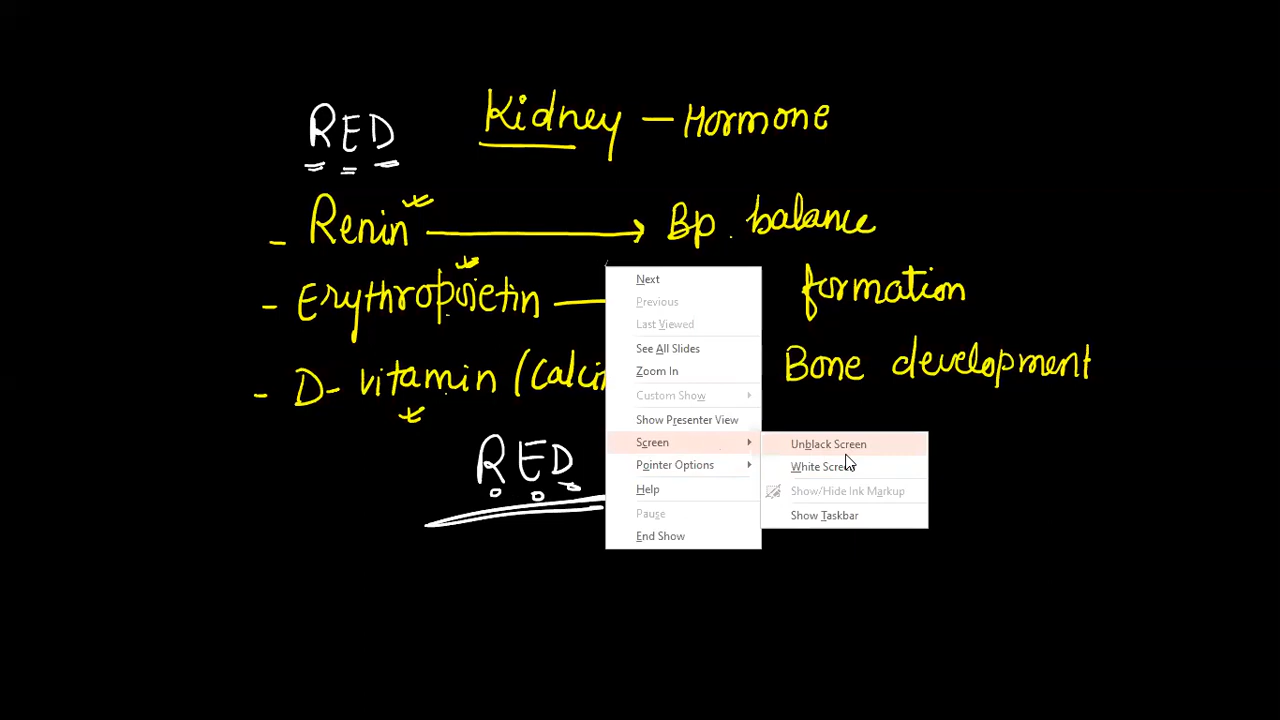 RED
Kidney - Hormone
- Renin → Bp. balance
- Erythropoietin — formation
- D-vitamin (Calci Bone development
RED
Next
Previous
Last Viewed
See All Slides
Zoom In
Custom Show
Show Presenter View
Screen
Pointer Options
Help
Pause
End Show
Unblack Screen
White Screen
Show/Hide Ink Markup
Show Taskbar